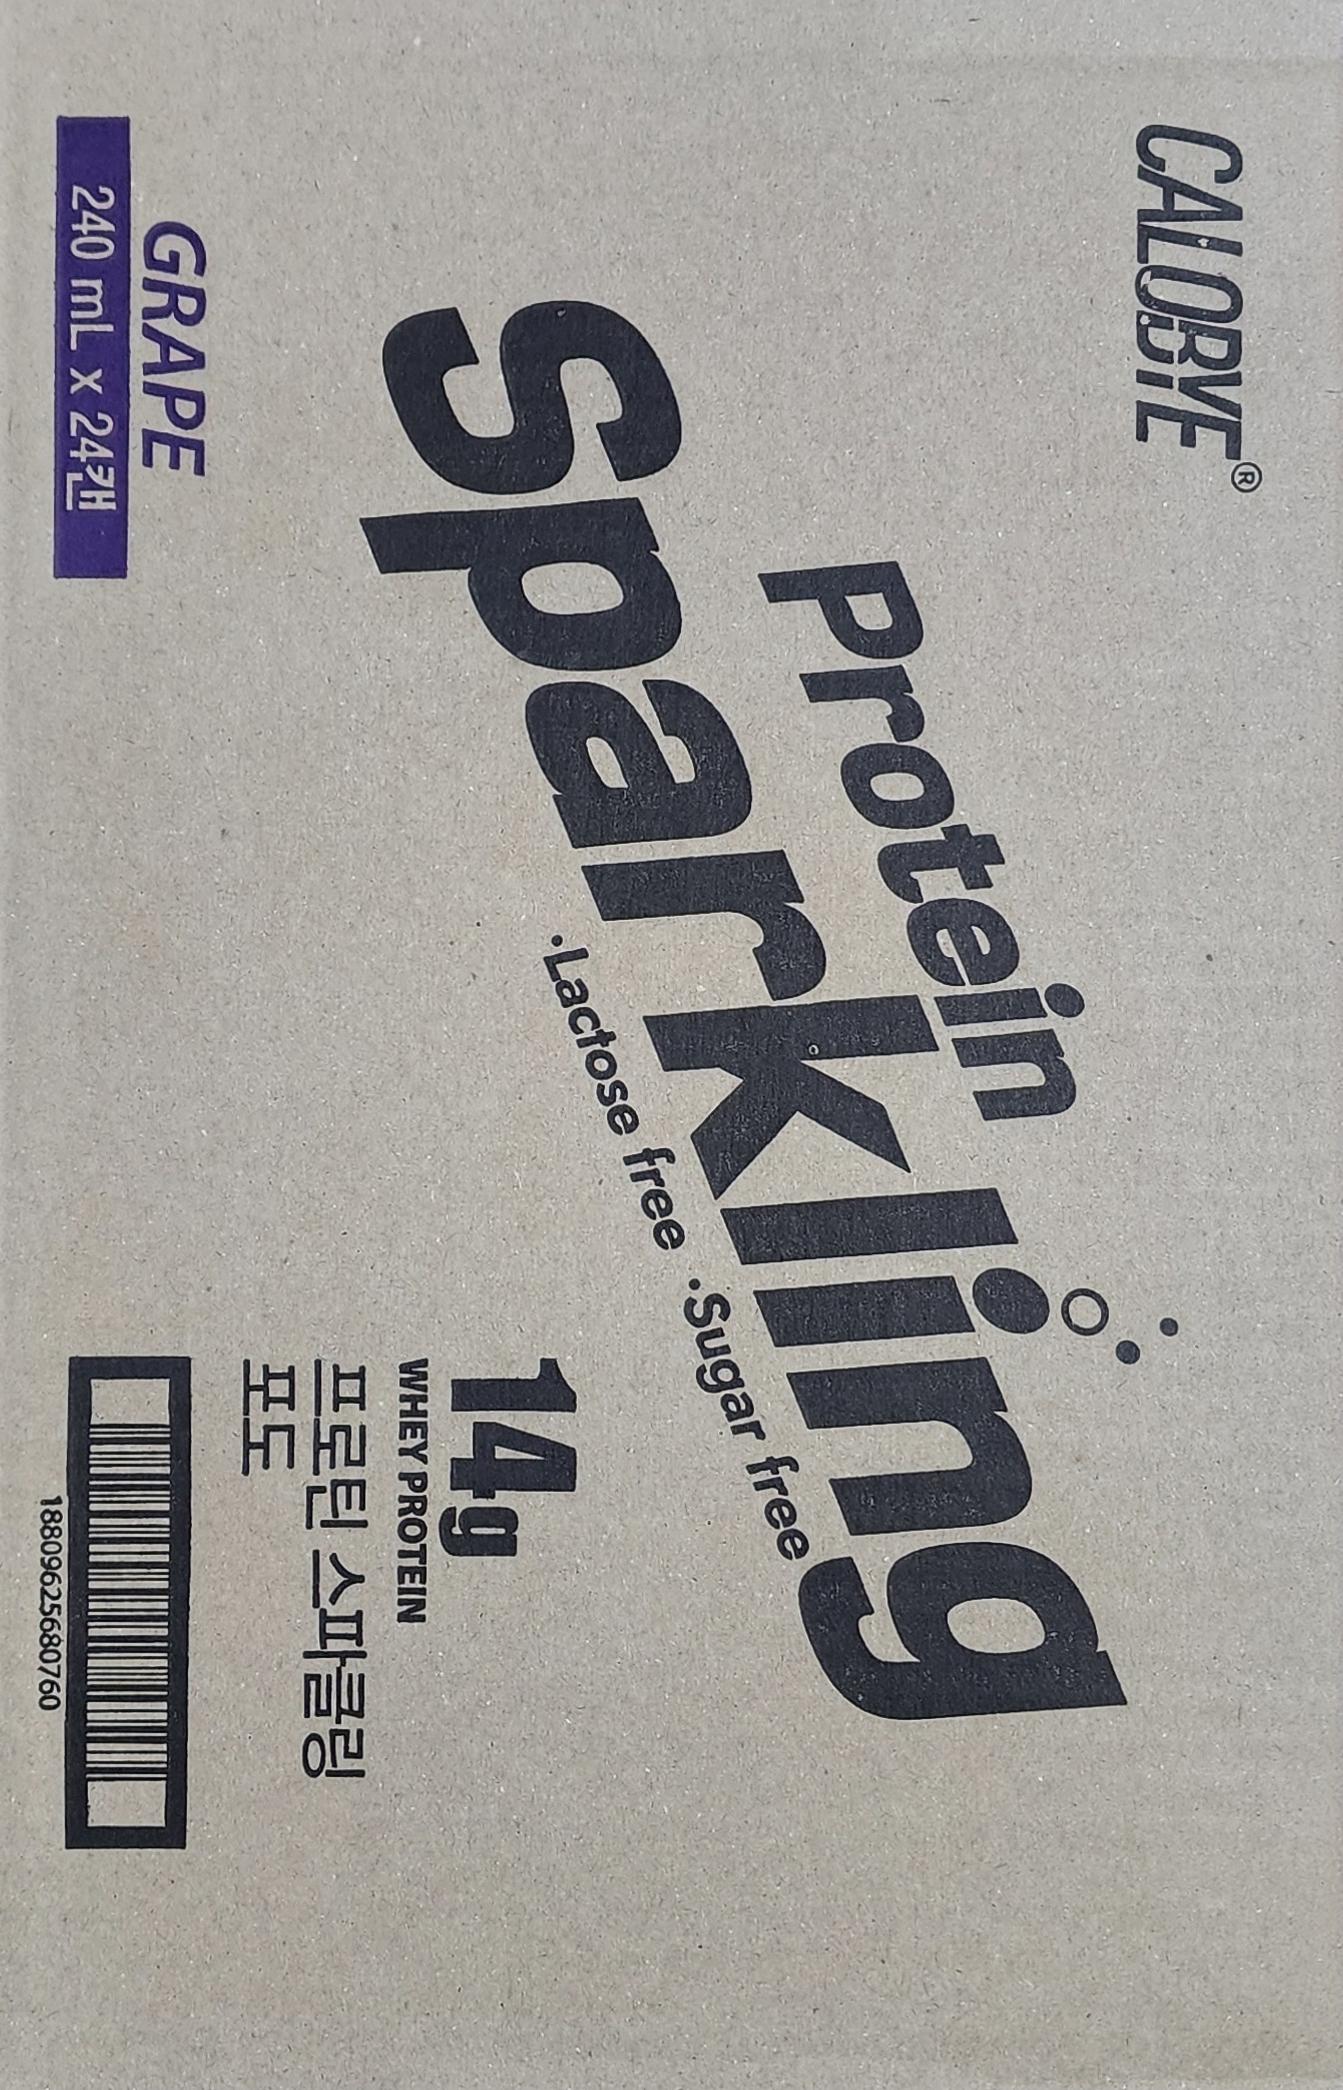 CALOBYE®
Protein
Sparkling
·Lactose free ·Sugar free
14g
WHEY PROTEIN
프로틴 스파클링
포도
GRAPE
240 mL x 24캔
18809625680760